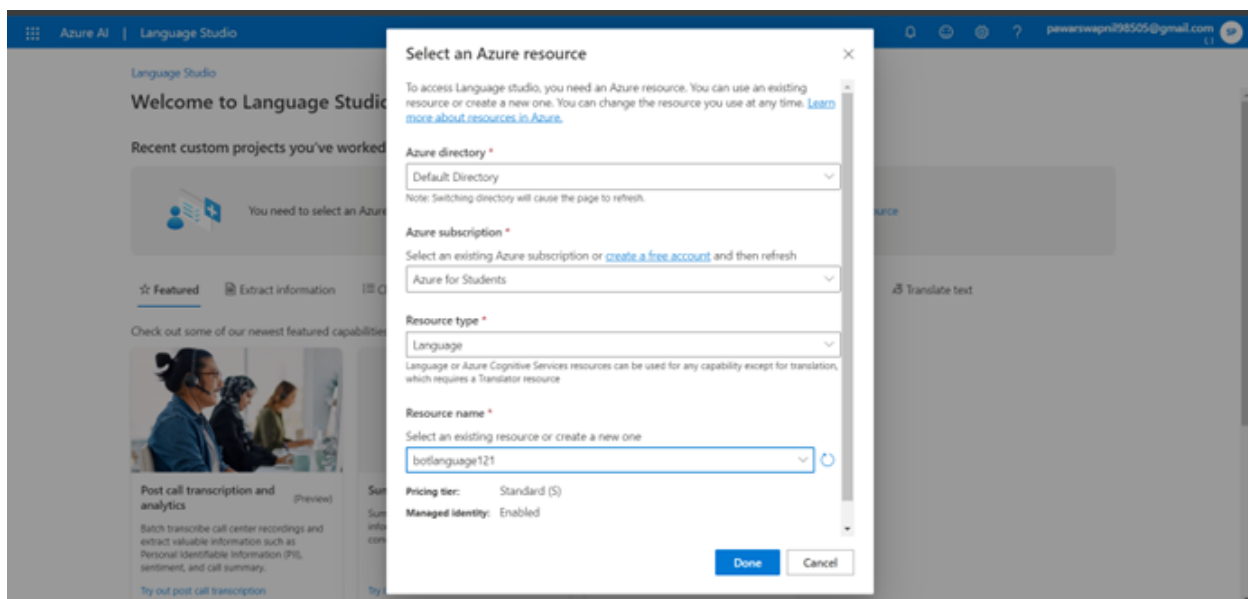 Azure AI | Language Studio
pawarswapnil98505@gmail.com
SP
Language Studio
Welcome to Language Studio
Recent custom projects you've worked
You need to select an Azure
Featured
Extract information
Translate text
Check out some of our newest featured capabilities
Post call transcription and
analytics
(Preview)
Batch transcribe call center recordings and
extract valuable information such as
Personal Identifiable Information (PII),
sentiment, and call summary.
Try out post call transcription
Select an Azure resource
To access Language studio, you need an Azure resource. You can use an existing
resource or create a new one. You can change the resource you use at any time. Learn
more about resources in Azure.
Azure directory *
Default Directory
Note: Switching directory will cause the page to refresh.
Azure subscription *
Select an existing Azure subscription or create a free account and then refresh
Azure for Students
Resource type *
Language
Language or Azure Cognitive Services resources can be used for any capability except for translation,
which requires a Translator resource
Resource name *
Select an existing resource or create a new one
botlanguage121
Pricing tier: Standard (S)
Managed identity: Enabled
Done
Cancel